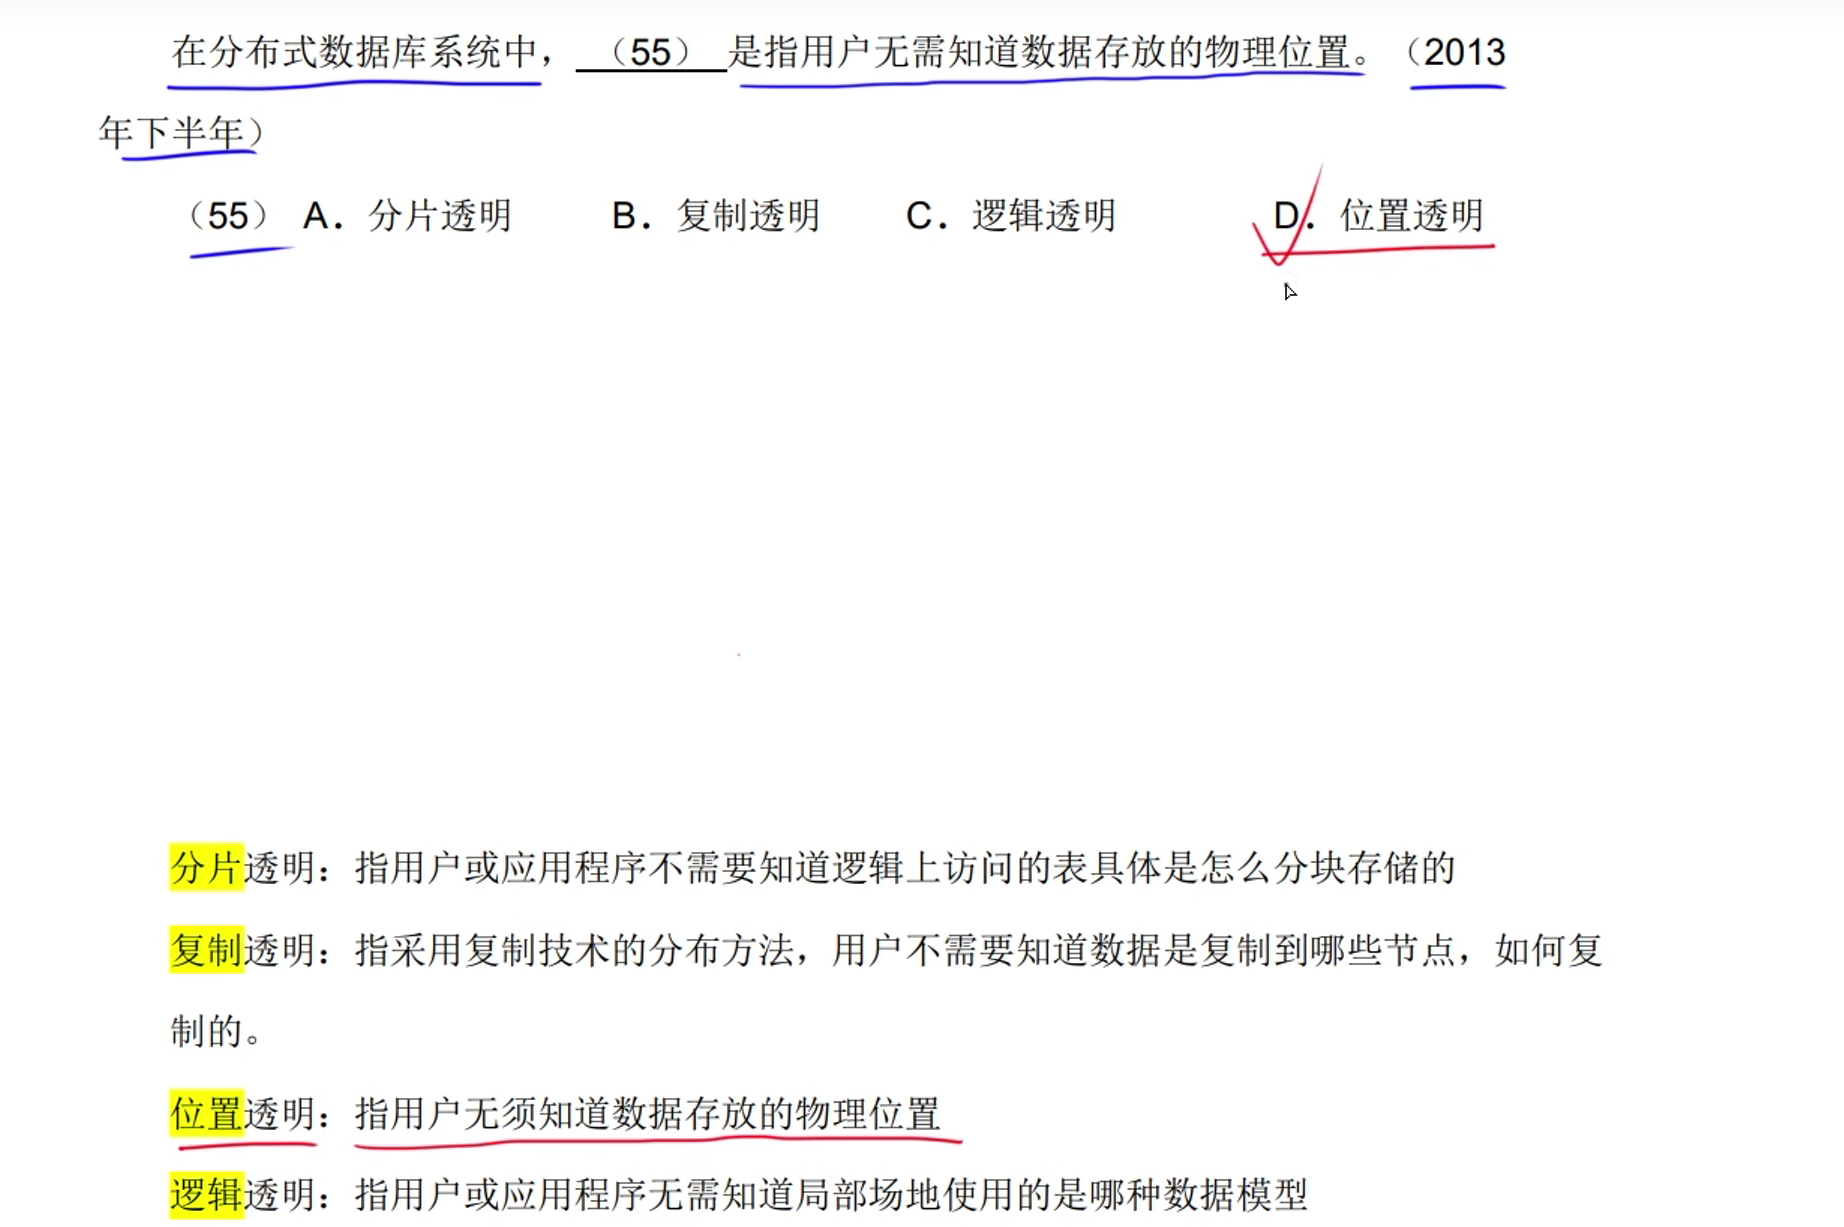 在分布式数据库系统中，（55）是指用户无需知道数据存放的物理位置。（2013
年下半年）
（55） A．分片透明 B．复制透明 C．逻辑透明 D．位置透明
分片透明：指用户或应用程序不需要知道逻辑上访问的表具体是怎么分块存储的
复制透明：指采用复制技术的分布方法，用户不需要知道数据是复制到哪些节点，如何复
制的。
位置透明：指用户无须知道数据存放的物理位置
逻辑透明：指用户或应用程序无需知道局部场地使用的是哪种数据模型